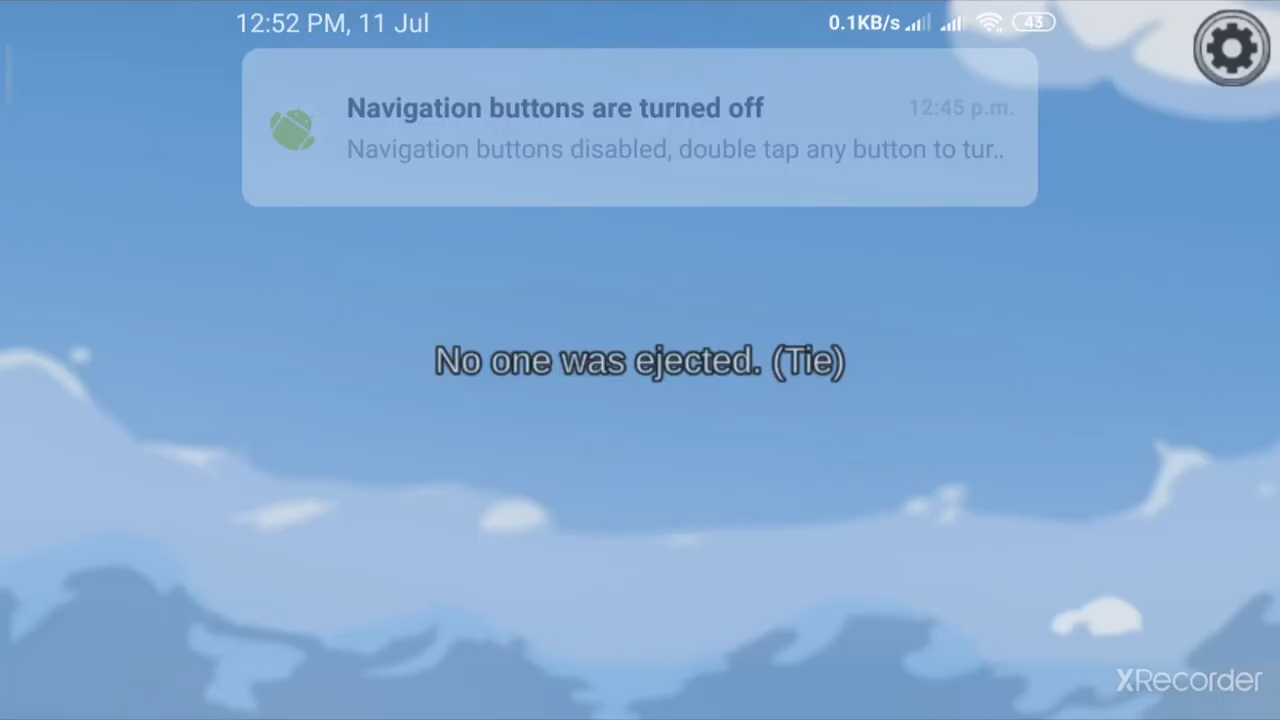 12:52 PM, 11 Jul
0.1KB/s
43
Navigation buttons are turned off
12:45 p.m.
Navigation buttons disabled, double tap any button to tur..
No one was ejected. (Tie)
XRecorder